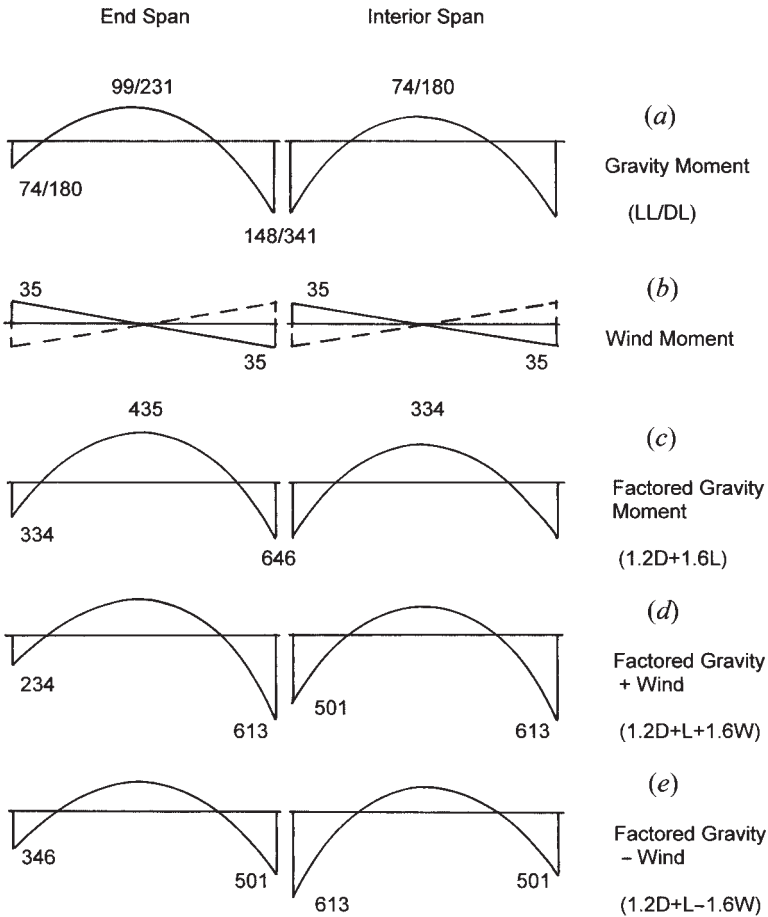 End Span
Interior Span
99/231
74/180
(a)
74/180
Gravity Moment
148/341
(LL/DL)
35
35
(b)
Wind Moment
35
35
435
334
(c)
Factored Gravity
Moment
334
646
(1.2D+1.6L)
(d)
Factored Gravity
+ Wind
234
501
613
613
(1.2D+L+1.6W)
(e)
Factored Gravity
– Wind
346
501
613
501
(1.2D+L–1.6W)